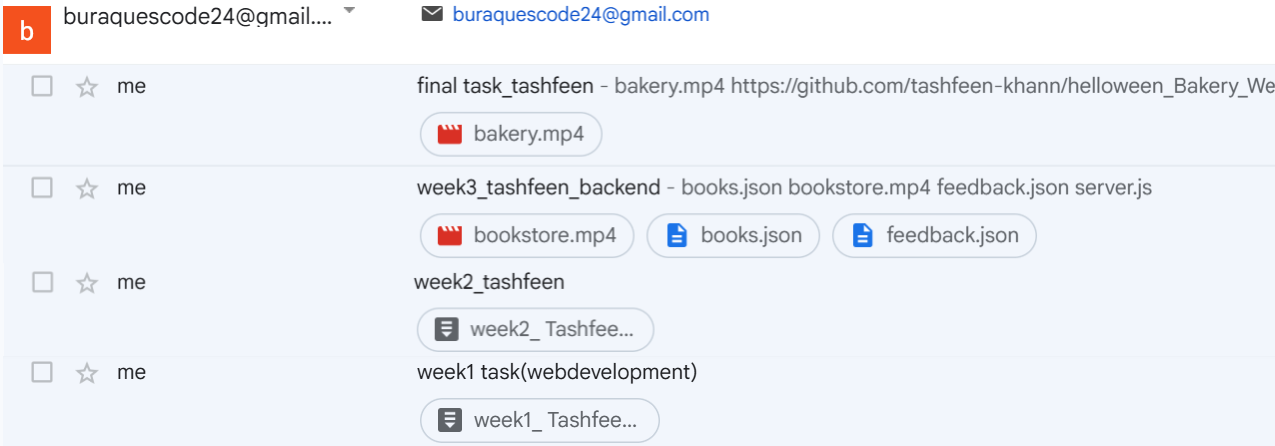 b
buraquescode24@gmail....
buraquescode24@gmail.com
me
final task_tashfeen - bakery.mp4 https://github.com/tashfeen-khann/helloween_Bakery_We
bakery.mp4
me
week3_tashfeen_backend - books.json bookstore.mp4 feedback.json server.js
bookstore.mp4 books.json feedback.json
me
week2_tashfeen
week2_ Tashfee...
me
week1 task(webdevelopment)
week1_ Tashfee...